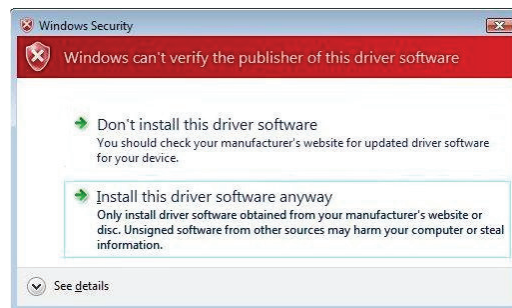 Windows Security
Windows can't verify the publisher of this driver software
Don't install this driver software
You should check your manufacturer's website for updated driver software
for your device.
Install this driver software anyway
Only install driver software obtained from your manufacturer's website or
disc. Unsigned software from other sources may harm your computer or steal
information.
See details